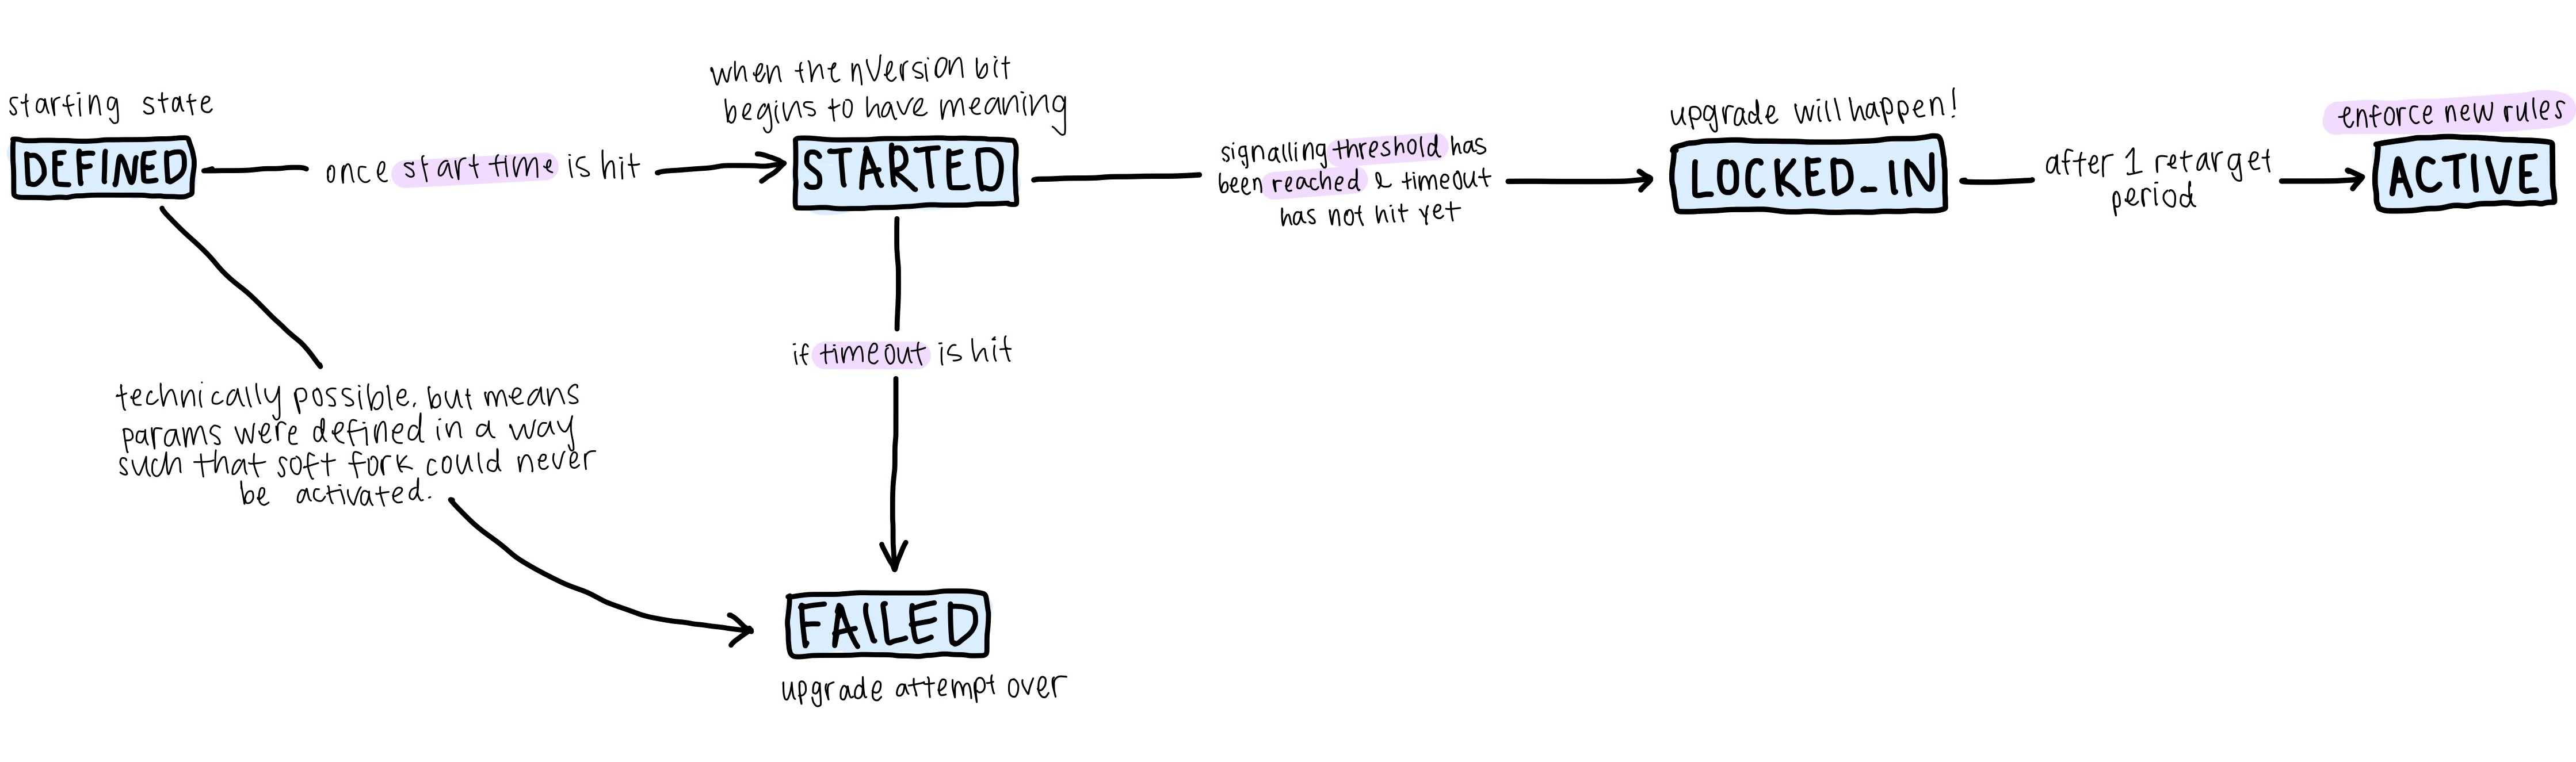 starting state
DEFINED
once start time is hit
when the nVersion bit
begins to have meaning
STARTED
signalling threshold has
been reached & timeout
has not hit yet
upgrade will happen!
LOCKED_IN
after 1 retarget
period
enforce new rules
ACTIVE
technically possible, but means
params were defined in a way
such that soft fork could never
be activated.
if timeout is hit
FAILED
upgrade attempt over